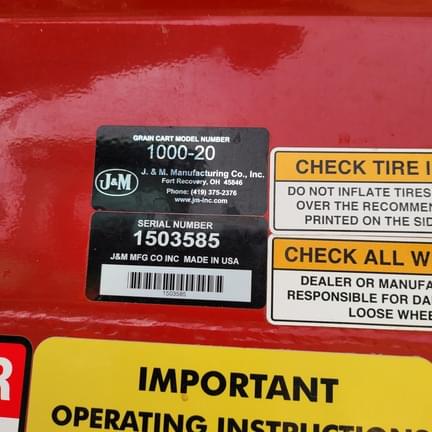 GRAIN CART MODEL NUMBER
1000-20
J&M
J. & M. Manufacturing Co., Inc.
Fort Recovery, OH 45846
Phone: (419) 375-2376
www.jm-inc.com
SERIAL NUMBER
1503585
J&M MFG CO INC MADE IN USA
1503585
CHECK TIRE
DO NOT INFLATE TIRES
OVER THE RECOMMEN
PRINTED ON THE SID
CHECK ALL W
DEALER OR MANUFA
RESPONSIBLE FOR DA
LOOSE WHEE
R
IMPORTANT
OPERATING INSTRUCTIONS